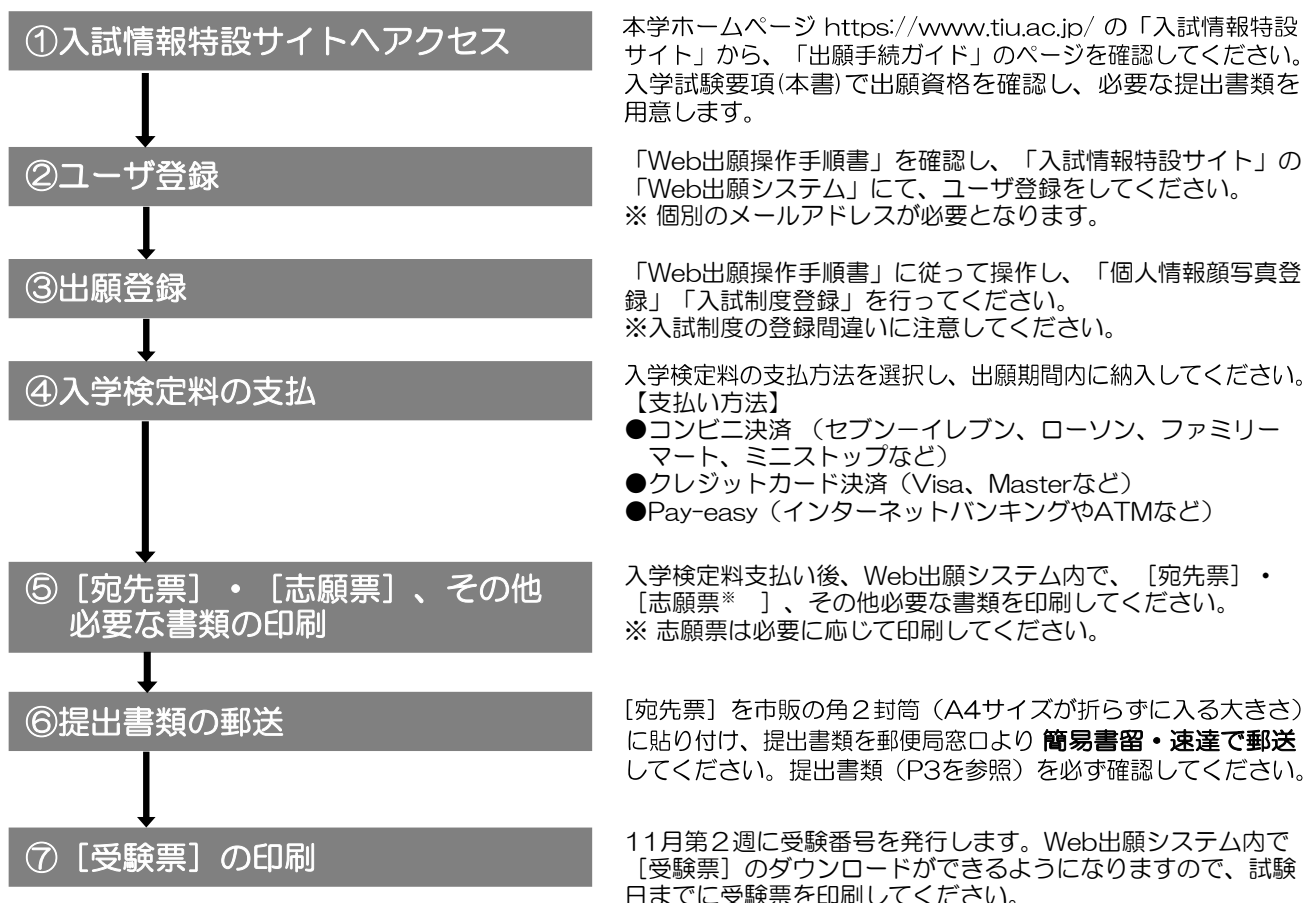 ①入試情報特設サイトへアクセス
本学ホームページ https://www.tiu.ac.jp/ の「入試情報特設
サイト」から、「出願手続ガイド」のページを確認してください。
入学試験要項(本書)で出願資格を確認し、必要な提出書類を
用意します。
②ユーザ登録
「Web出願操作手順書」を確認し、「入試情報特設サイト」の
「Web出願システム」にて、ユーザ登録をしてください。
※ 個別のメールアドレスが必要となります。
③出願登録
「Web出願操作手順書」に従って操作し、「個人情報顔写真登
録」「入試制度登録」を行ってください。
※入試制度の登録間違いに注意してください。
④入学検定料の支払
入学検定料の支払方法を選択し、出願期間内に納入してください。
【支払い方法】
●コンビニ決済 （セブン－イレブン、ローソン、ファミリー
マート、ミニストップなど）
●クレジットカード決済（Visa、Masterなど）
●Pay-easy（インターネットバンキングやATMなど）
⑤［宛先票］・［志願票］、その他
必要な書類の印刷
入学検定料支払い後、Web出願システム内で、［宛先票］・
［志願票※ ］、その他必要な書類を印刷してください。
※ 志願票は必要に応じて印刷してください。
⑥提出書類の郵送
［宛先票］を市販の角２封筒（A4サイズが折らずに入る大きさ）
に貼り付け、提出書類を郵便局窓口より 簡易書留・速達で郵送
してください。提出書類（P3を参照）を必ず確認してください。
⑦［受験票］の印刷
11月第２週に受験番号を発行します。Web出願システム内で
［受験票］のダウンロードができるようになりますので、試験
日までに受験票を印刷してください。